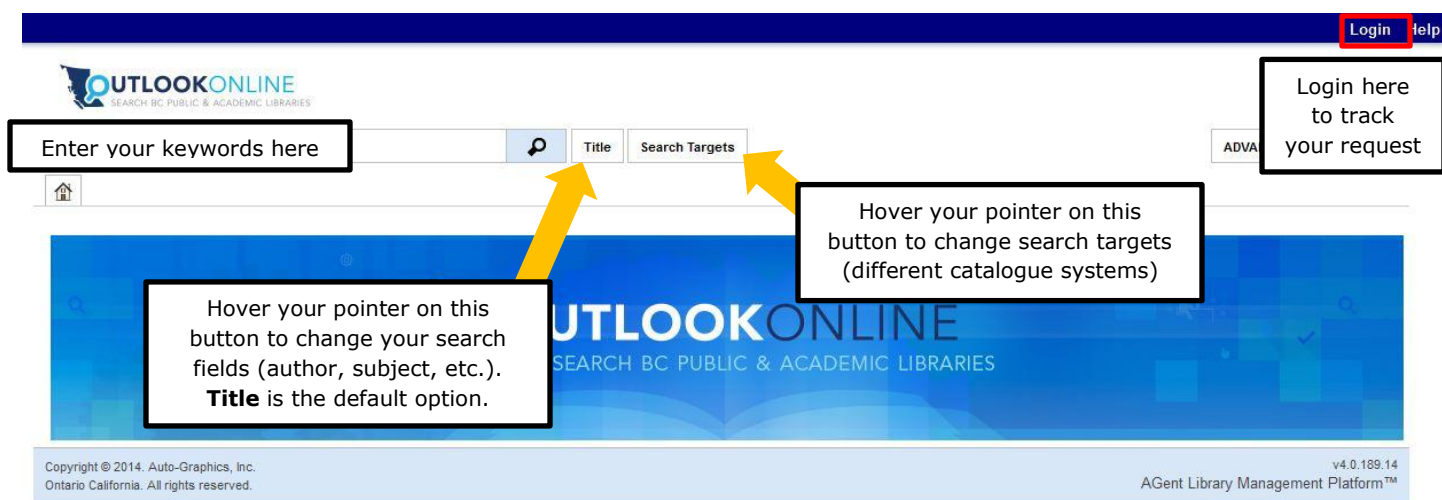 Login Help
OUTLOOKONLINE
SEARCH BC PUBLIC & ACADEMIC LIBRARIES
Login here
to track
your request
Enter your keywords here
Title
Search Targets
ADVA
Hover your pointer on this
button to change search targets
(different catalogue systems)
Hover your pointer on this
button to change your search
fields (author, subject, etc.).
Title is the default option.
UTLOOKONLINE
SEARCH BC PUBLIC & ACADEMIC LIBRARIES
Copyright © 2014. Auto-Graphics, Inc.
Ontario California. All rights reserved.
v4.0.189.14
AGent Library Management Platform™